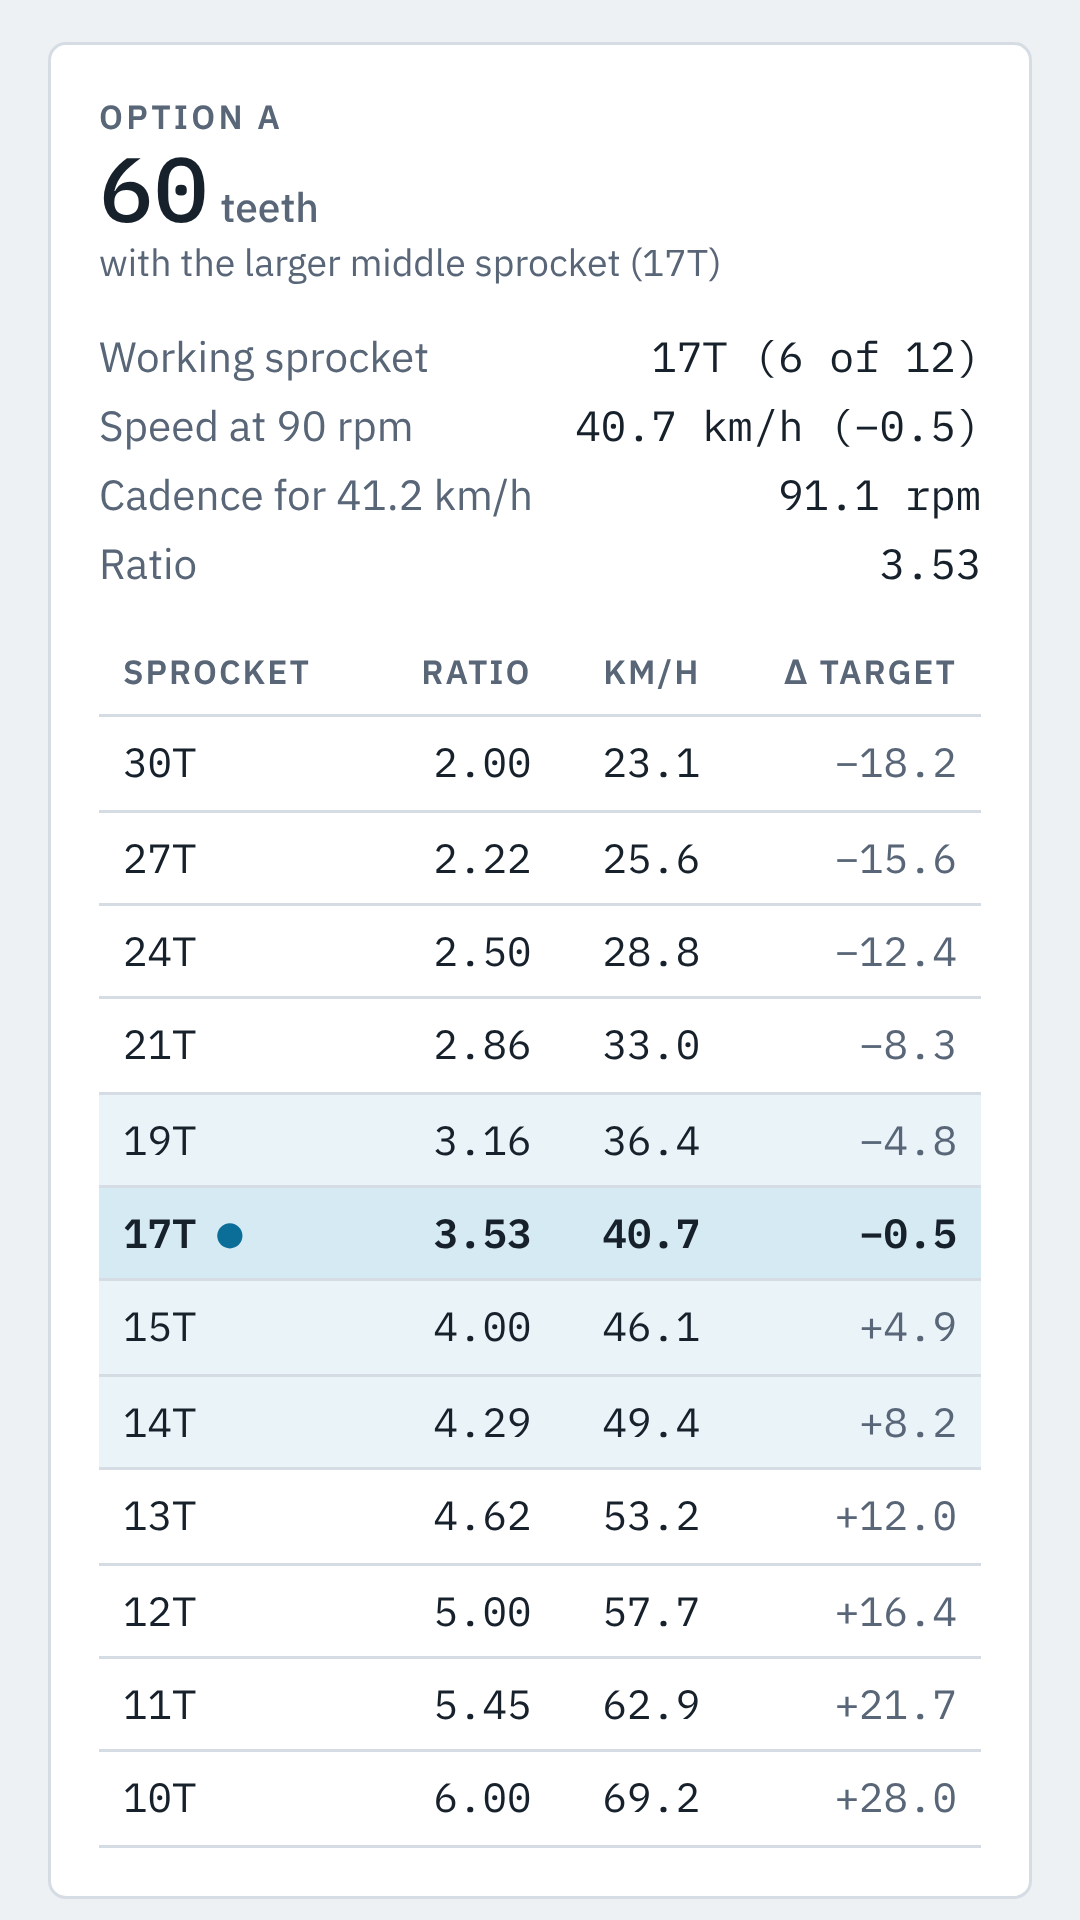 OPTION A
60 teeth
with the larger middle sprocket (17T)
Working sprocket 17T (6 of 12)
Speed at 90 rpm 40.7 km/h (−0.5)
Cadence for 41.2 km/h 91.1 rpm
Ratio 3.53
SPROCKET RATIO KM/H Δ TARGET
30T 2.00 23.1 −18.2
27T 2.22 25.6 −15.6
24T 2.50 28.8 −12.4
21T 2.86 33.0 −8.3
19T 3.16 36.4 −4.8
17T ● 3.53 40.7 −0.5
15T 4.00 46.1 +4.9
14T 4.29 49.4 +8.2
13T 4.62 53.2 +12.0
12T 5.00 57.7 +16.4
11T 5.45 62.9 +21.7
10T 6.00 69.2 +28.0